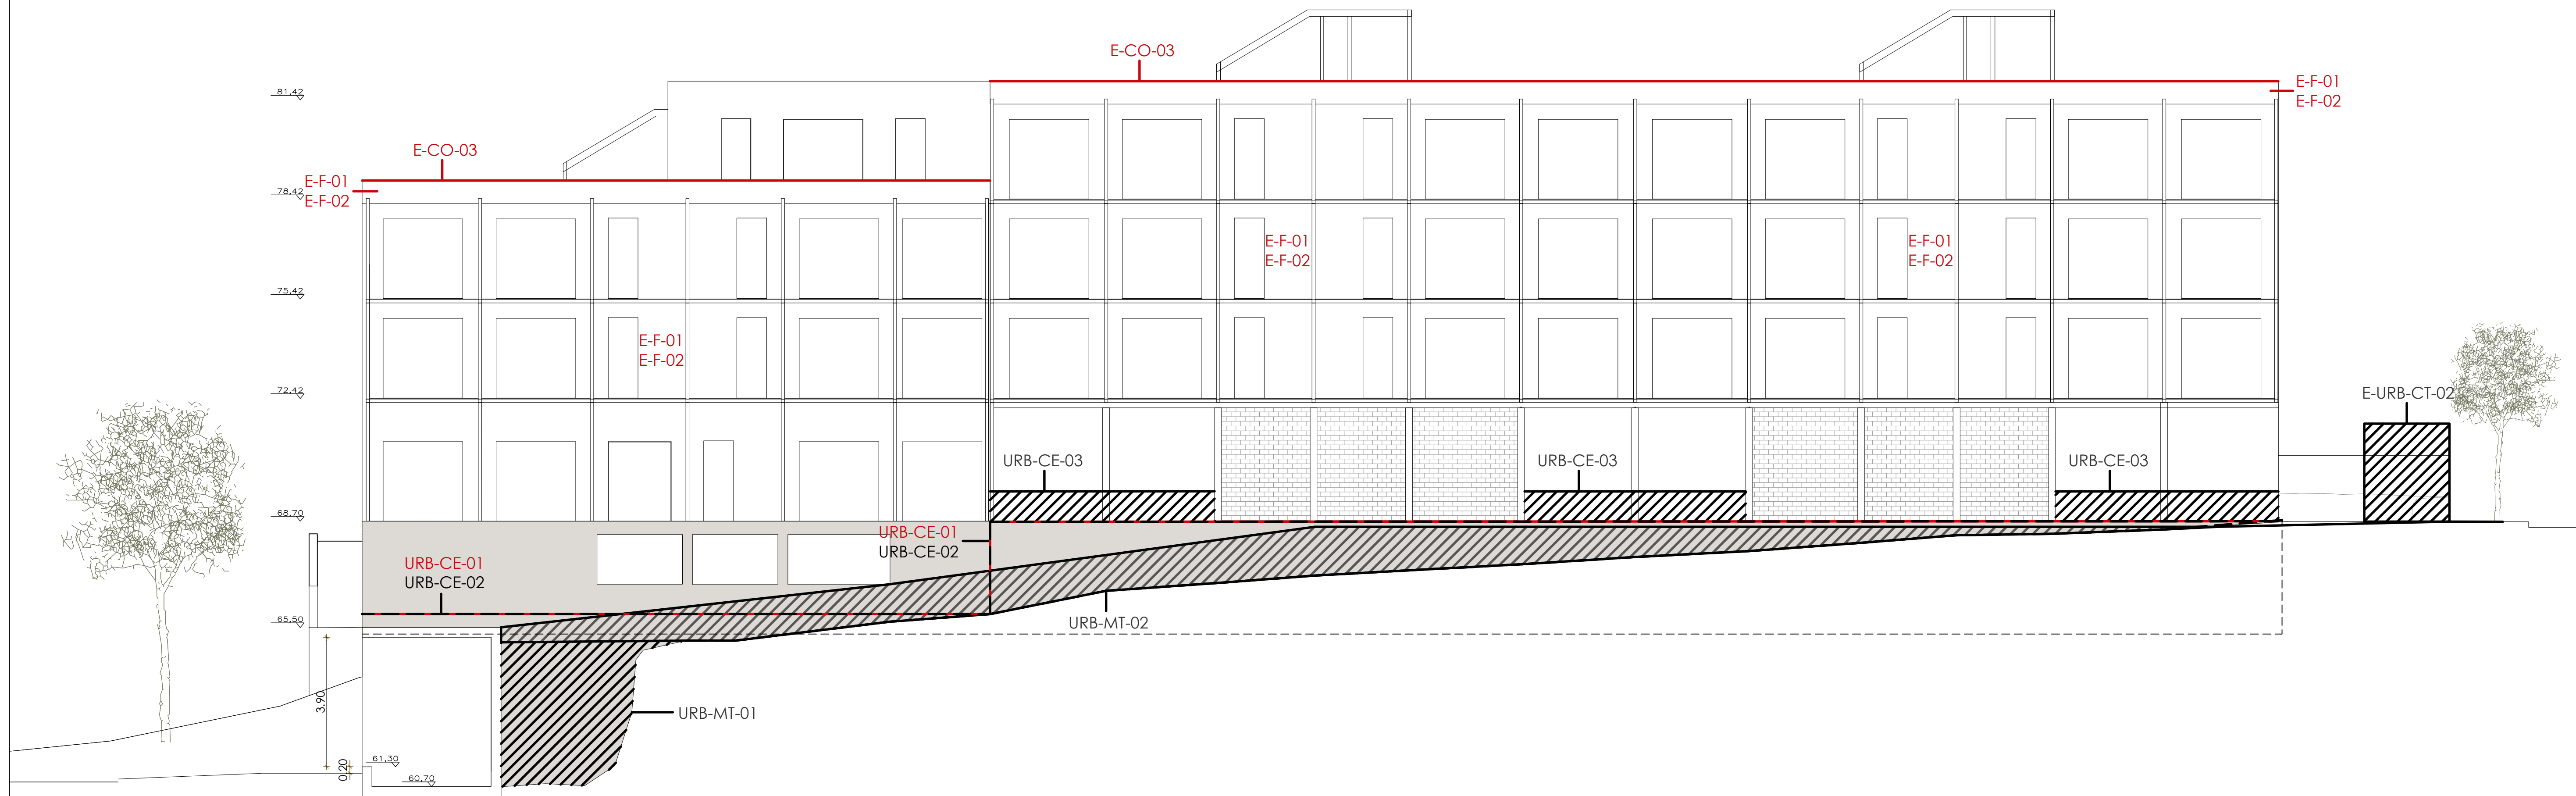 E-CO-03
E-F-01
E-F-02
81.42
E-CO-03
E-F-01
E-F-02
78.42
E-F-01
E-F-02
E-F-01
E-F-02
75.42
E-F-01
E-F-02
72.42
E-URB-CT-02
URB-CE-03
URB-CE-03
URB-CE-03
68.70
URB-CE-01
URB-CE-02
URB-CE-01
URB-CE-02
65.50
URB-MT-02
3.90
URB-MT-01
61.30
0.20
60.70